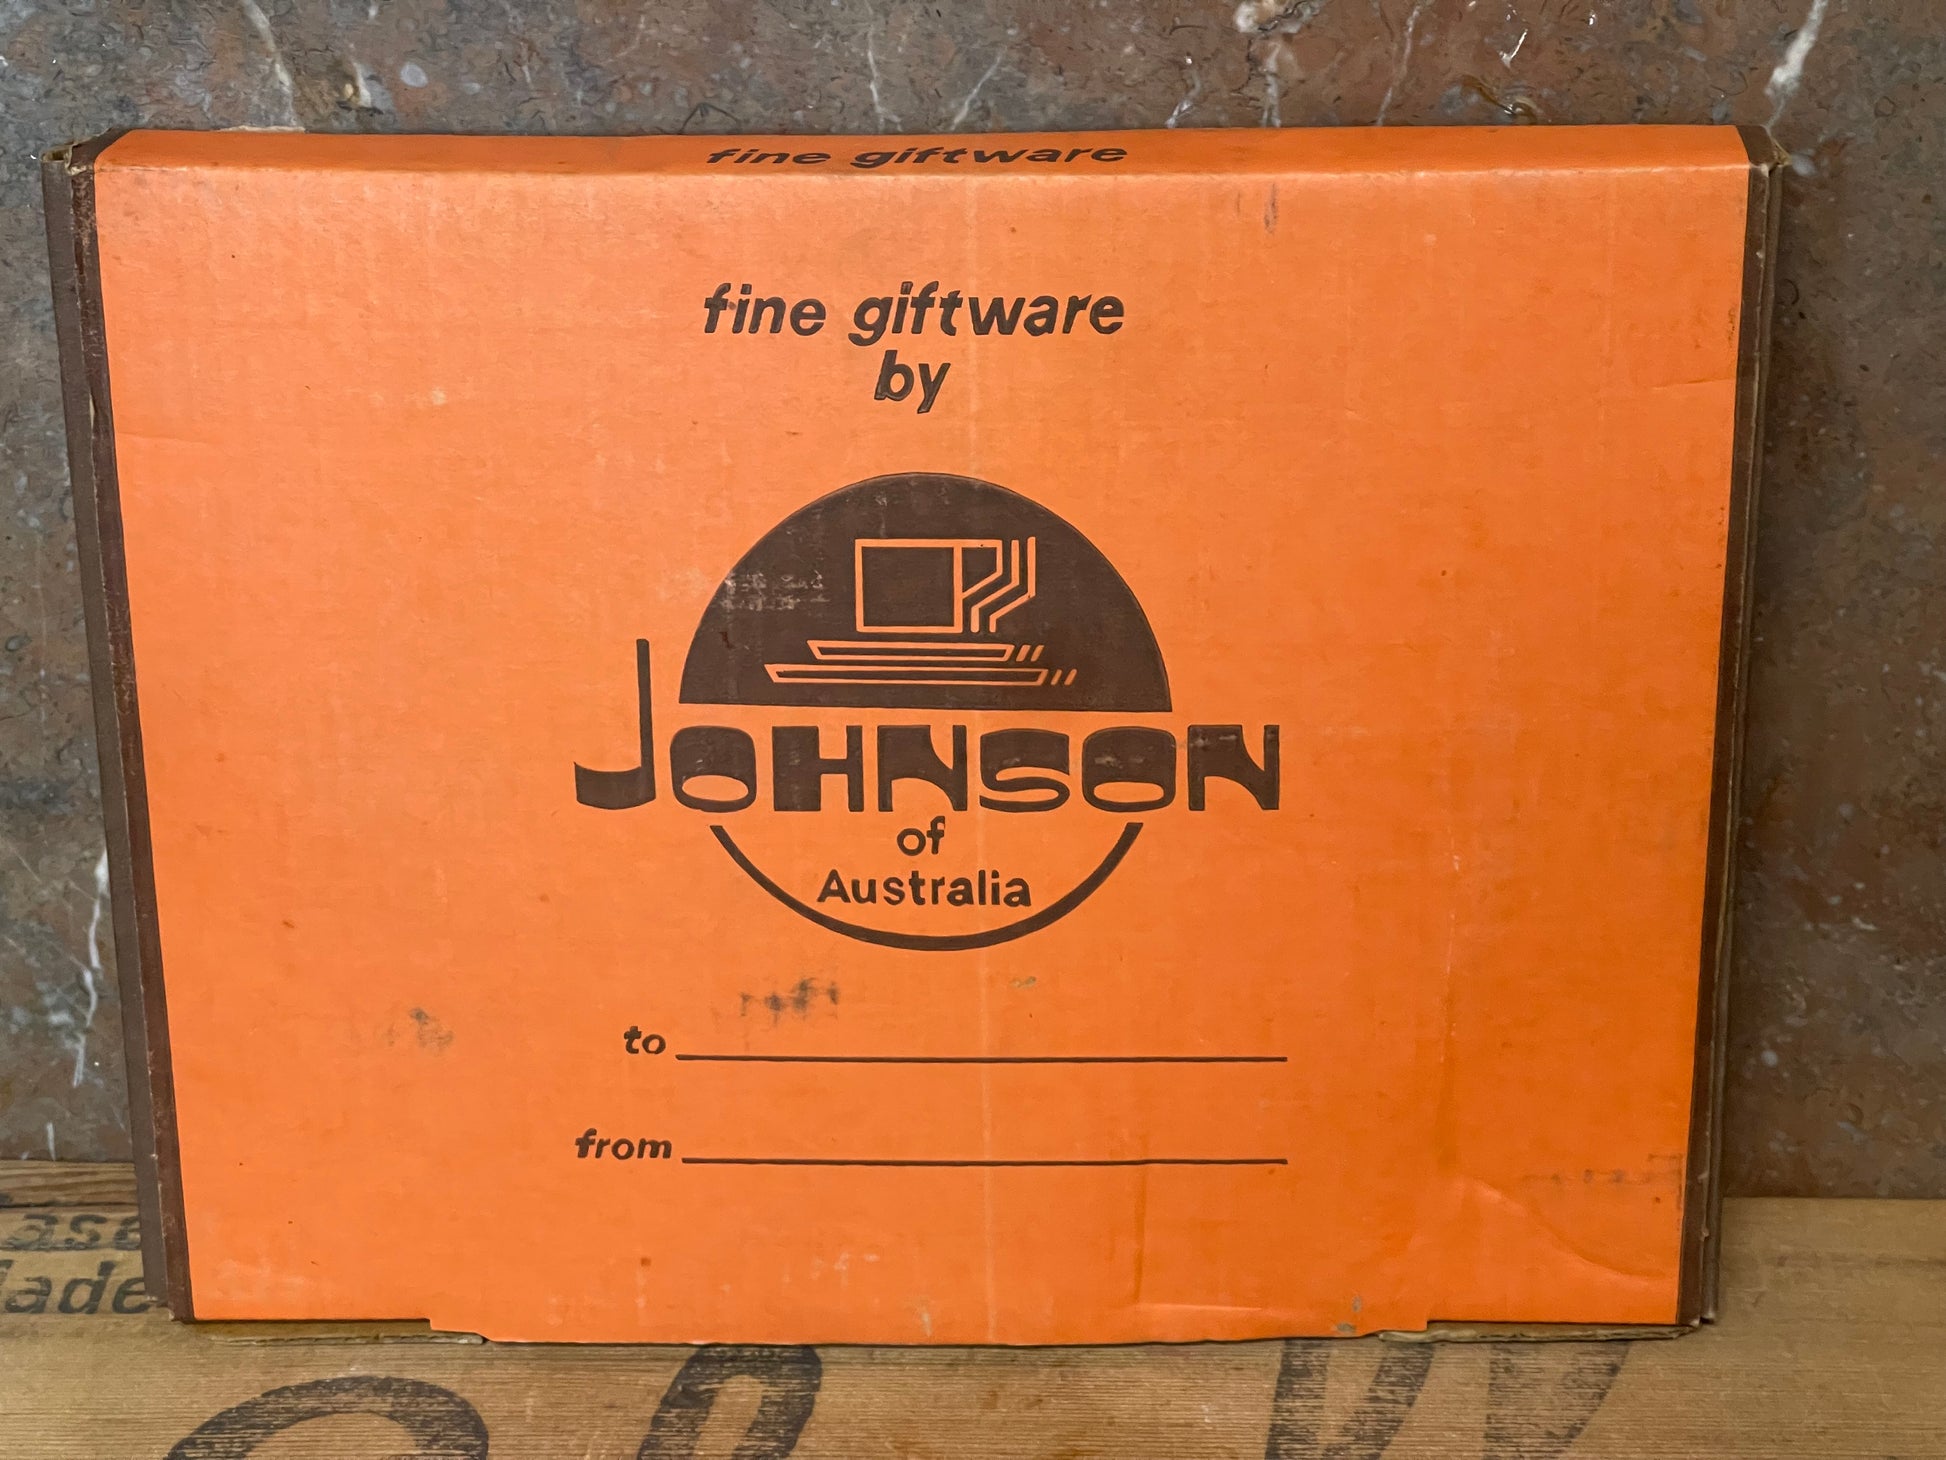 fine giftware
fine giftware
by
JOHNSON
of
Australia
to
from